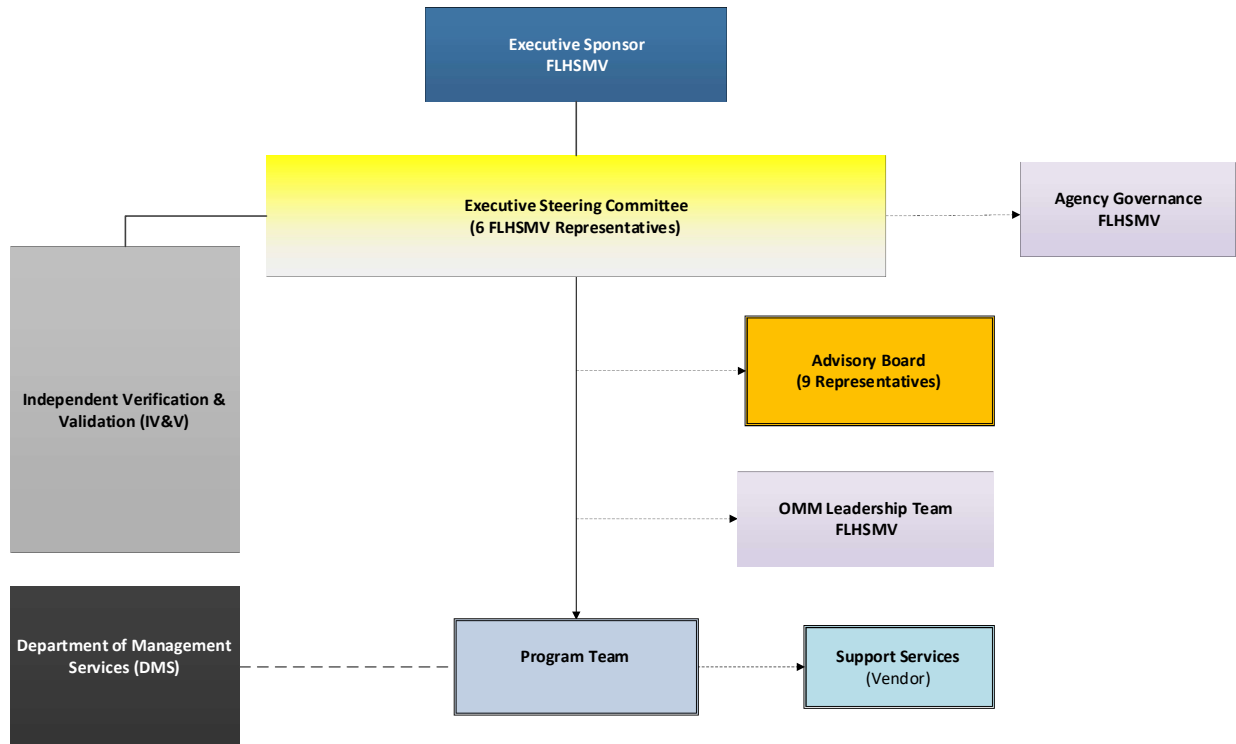 Executive Sponsor
FLHSMV
Executive Steering Committee
(6 FLHSMV Representatives)
Agency Governance
FLHSMV
Advisory Board
(9 Representatives)
Independent Verification &
Validation (IV&V)
OMM Leadership Team
FLHSMV
Department of Management
Services (DMS)
Program Team
Support Services
(Vendor)